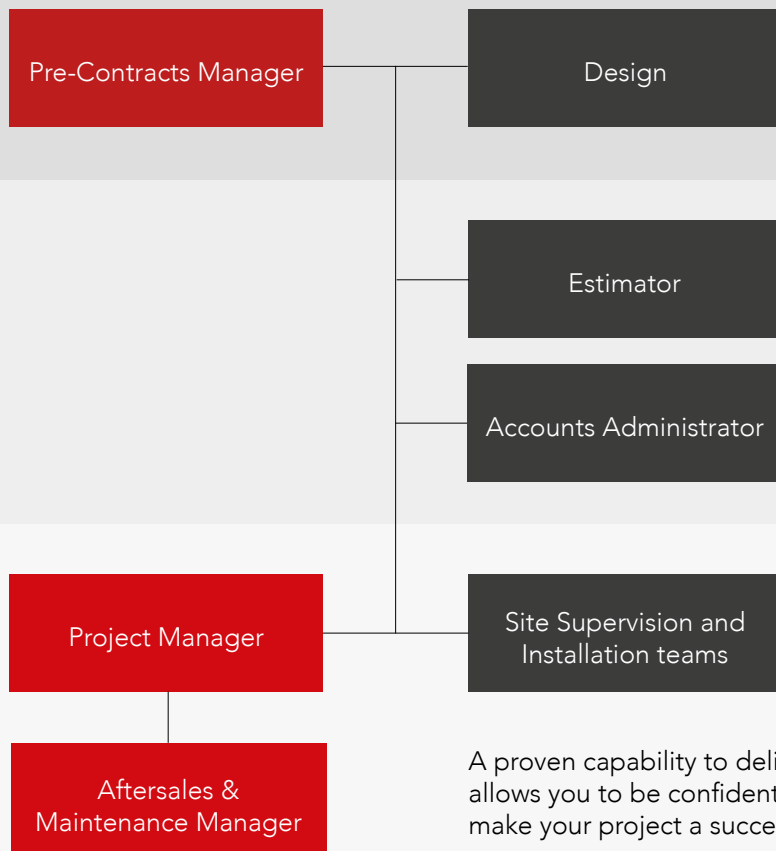 Pre-Contracts Manager
Design
Estimator
Accounts Administrator
Project Manager
Site Supervision and
Installation teams
Aftersales &
Maintenance Manager
A proven capability to deli
allows you to be confident
make your project a succe